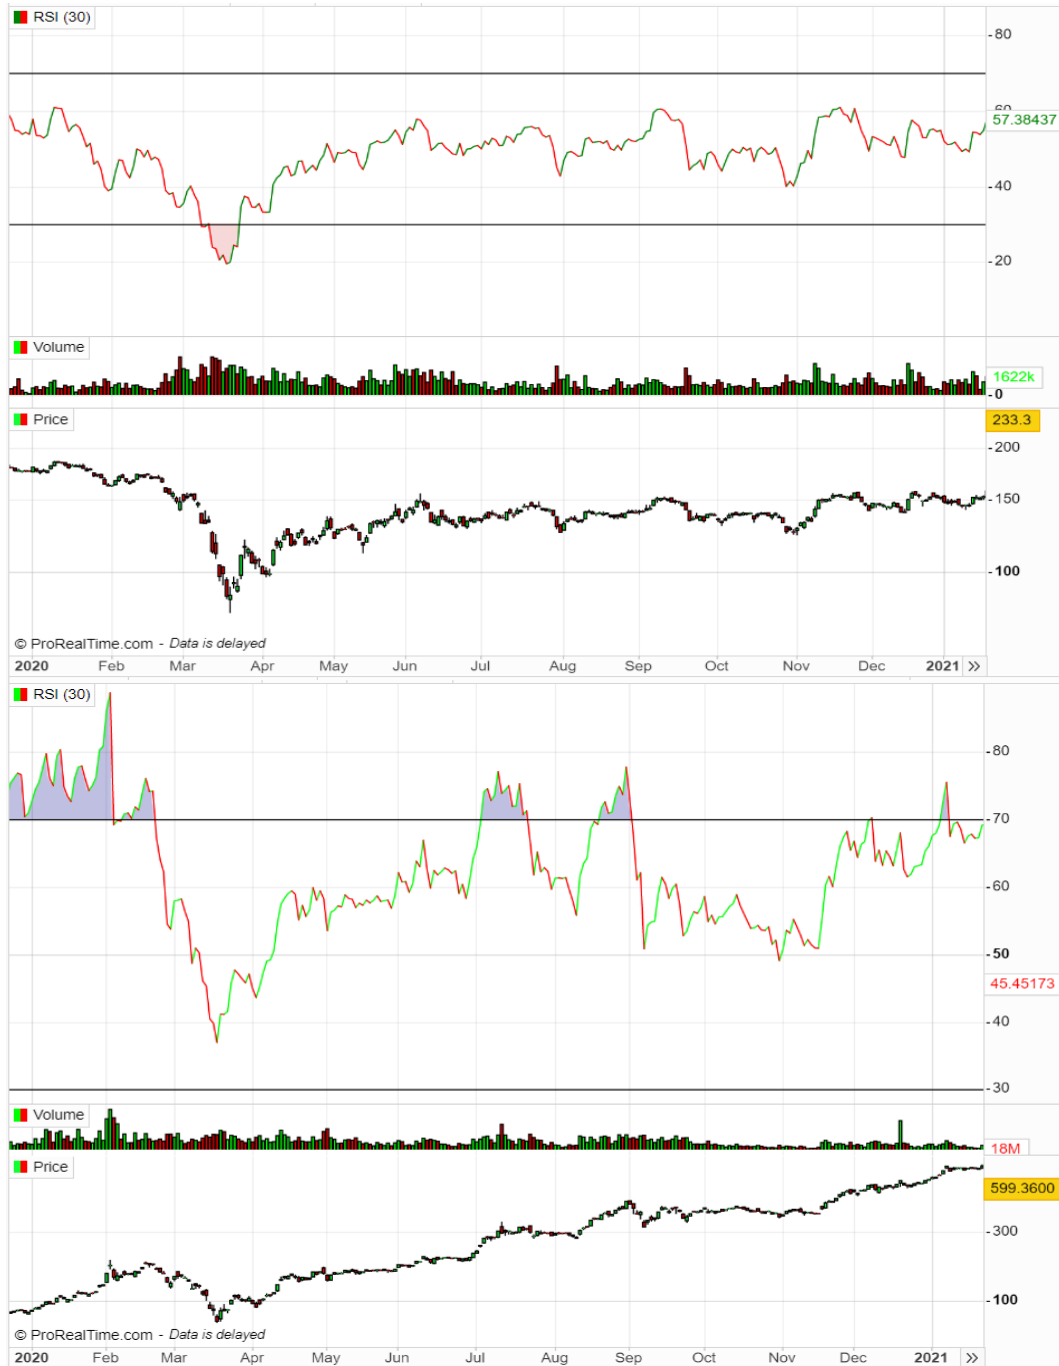 RSI (30)
80
60
57.38437
40
20
Volume
1622k
0
Price
233.3
200
150
100
© ProRealTime.com - Data is delayed
2020 Feb Mar Apr May Jun Jul Aug Sep Oct Nov Dec 2021 »
RSI (30)
80
70
60
50
45.45173
40
30
Volume
18M
Price
599.3600
300
100
© ProRealTime.com - Data is delayed
2020 Feb Mar Apr May Jun Jul Aug Sep Oct Nov Dec 2021 »